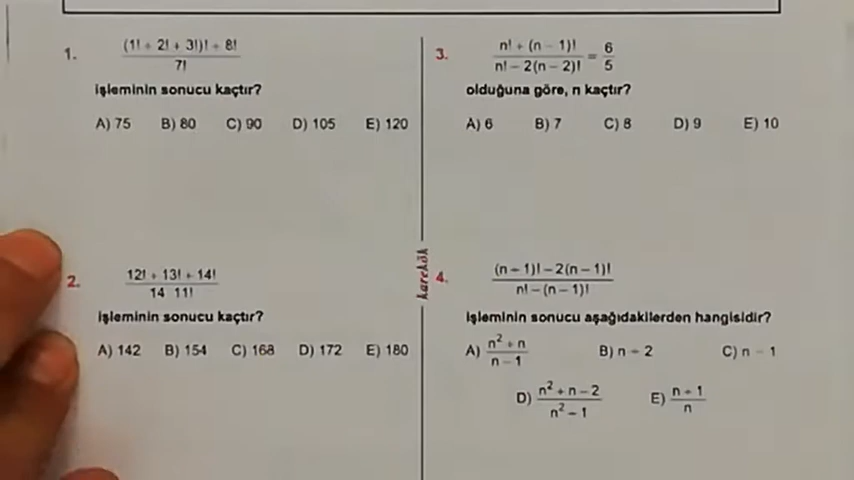 1. (1! + 2! + 3!)! + 8!
7!
işleminin sonucu kaçtır?
A) 75 B) 80 C) 90 D) 105 E) 120
2. 12! + 13! + 14!
14 11!
işleminin sonucu kaçtır?
A) 142 B) 154 C) 168 D) 172 E) 180
karekök
3. n! + (n − 1)! = 6
n! − 2(n − 2)! 5
olduğuna göre, n kaçtır?
A) 6 B) 7 C) 8 D) 9 E) 10
4. (n + 1)! − 2(n − 1)!
n! − (n − 1)!
işleminin sonucu aşağıdakilerden hangisidir?
A) n² + n B) n + 2 C) n − 1
n − 1
D) n² + n − 2 E) n + 1
n² − 1 n